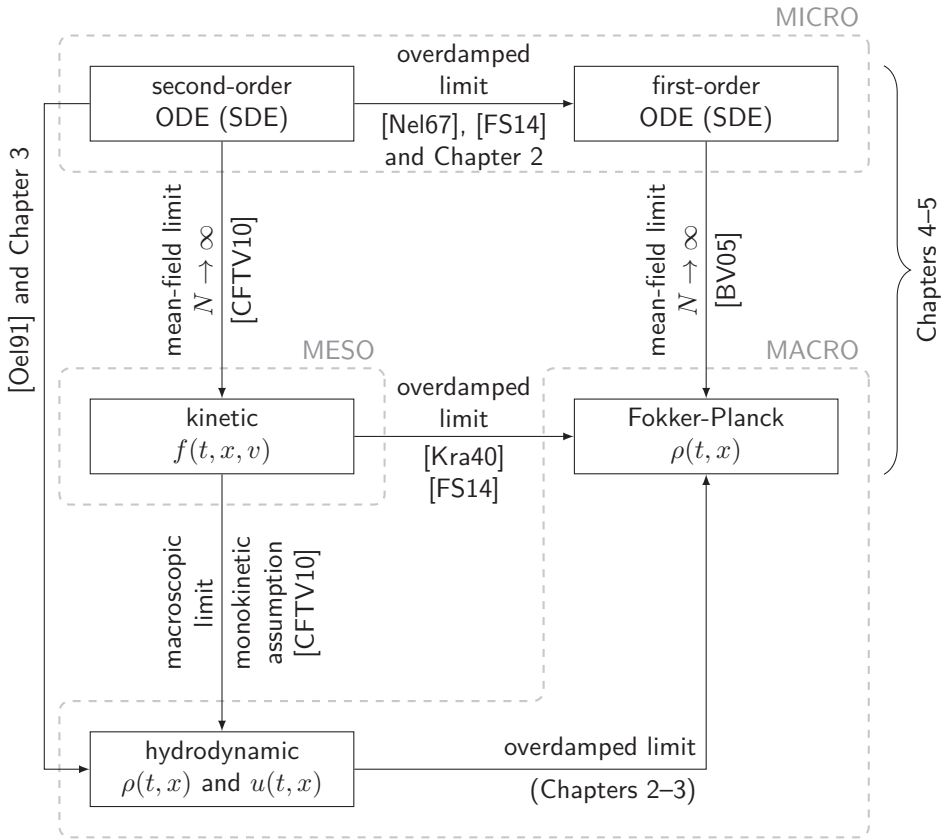 MICRO
second-order
ODE (SDE)
overdamped
limit
[Nel67], [FS14]
and Chapter 2
first-order
ODE (SDE)
[Oel91] and Chapter 3
mean-field limit
N → ∞
[CFTV10]
mean-field limit
N → ∞
[BV05]
Chapters 4–5
MESO
MACRO
kinetic
f(t, x, v)
overdamped
limit
[Kra40]
[FS14]
Fokker-Planck
ρ(t, x)
macroscopic
limit
monokinetic
assumption
[CFTV10]
hydrodynamic
ρ(t, x) and u(t, x)
overdamped limit
(Chapters 2–3)